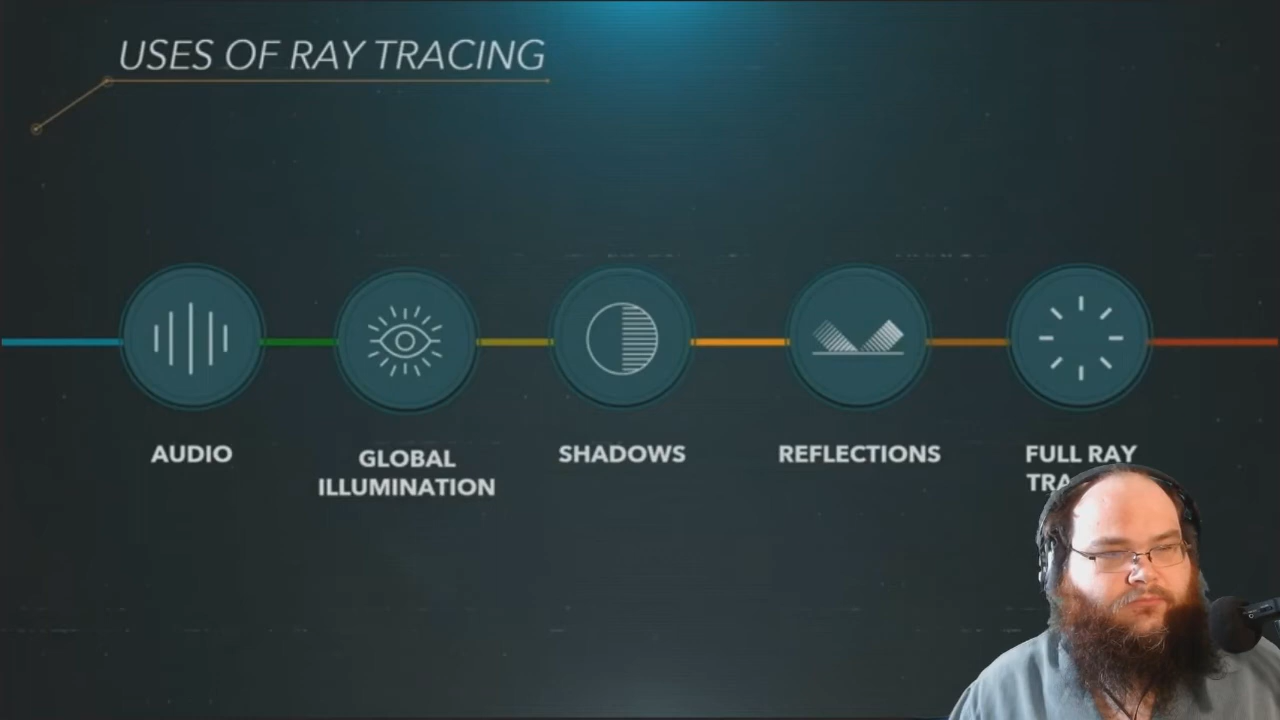 USES OF RAY TRACING
AUDIO
GLOBAL
ILLUMINATION
SHADOWS
REFLECTIONS
FULL RAY